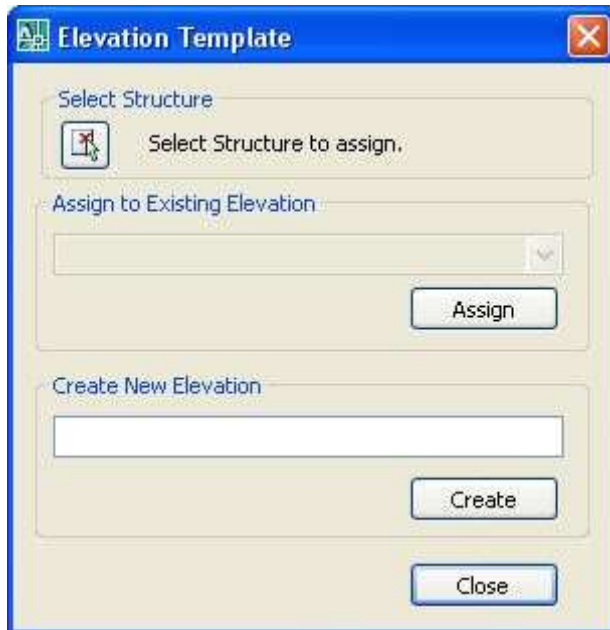 Elevation Template
Select Structure
Select Structure to assign.
Assign to Existing Elevation
Assign
Create New Elevation
Create
Close